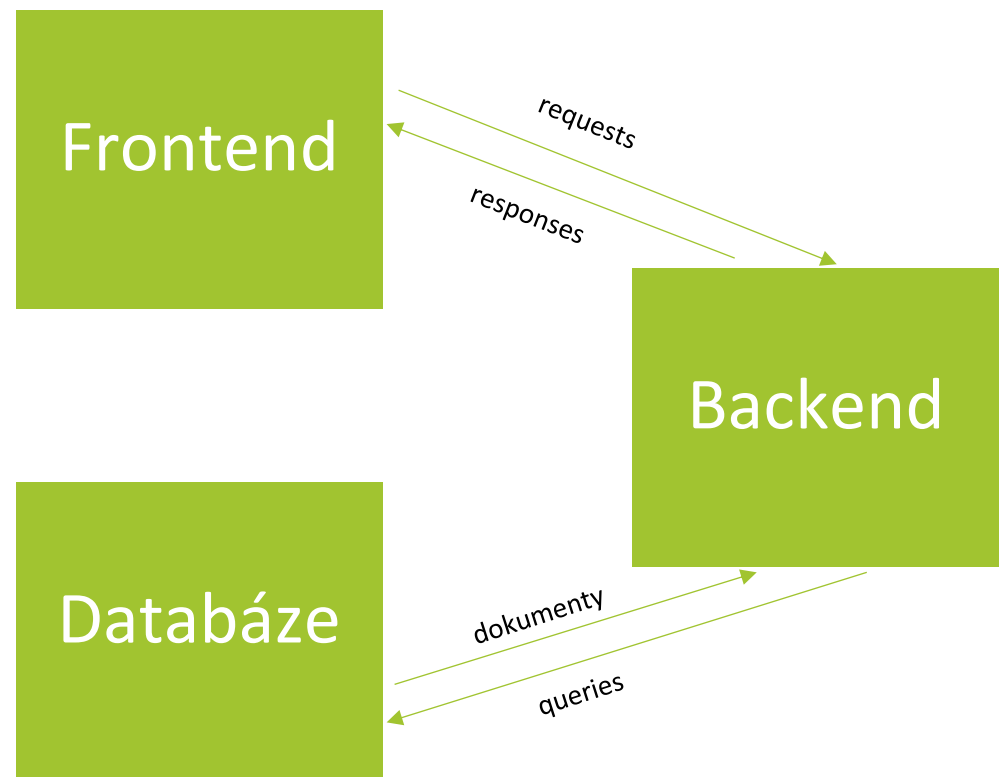 Frontend
requests
responses
Backend
Databáze
dokumenty
queries